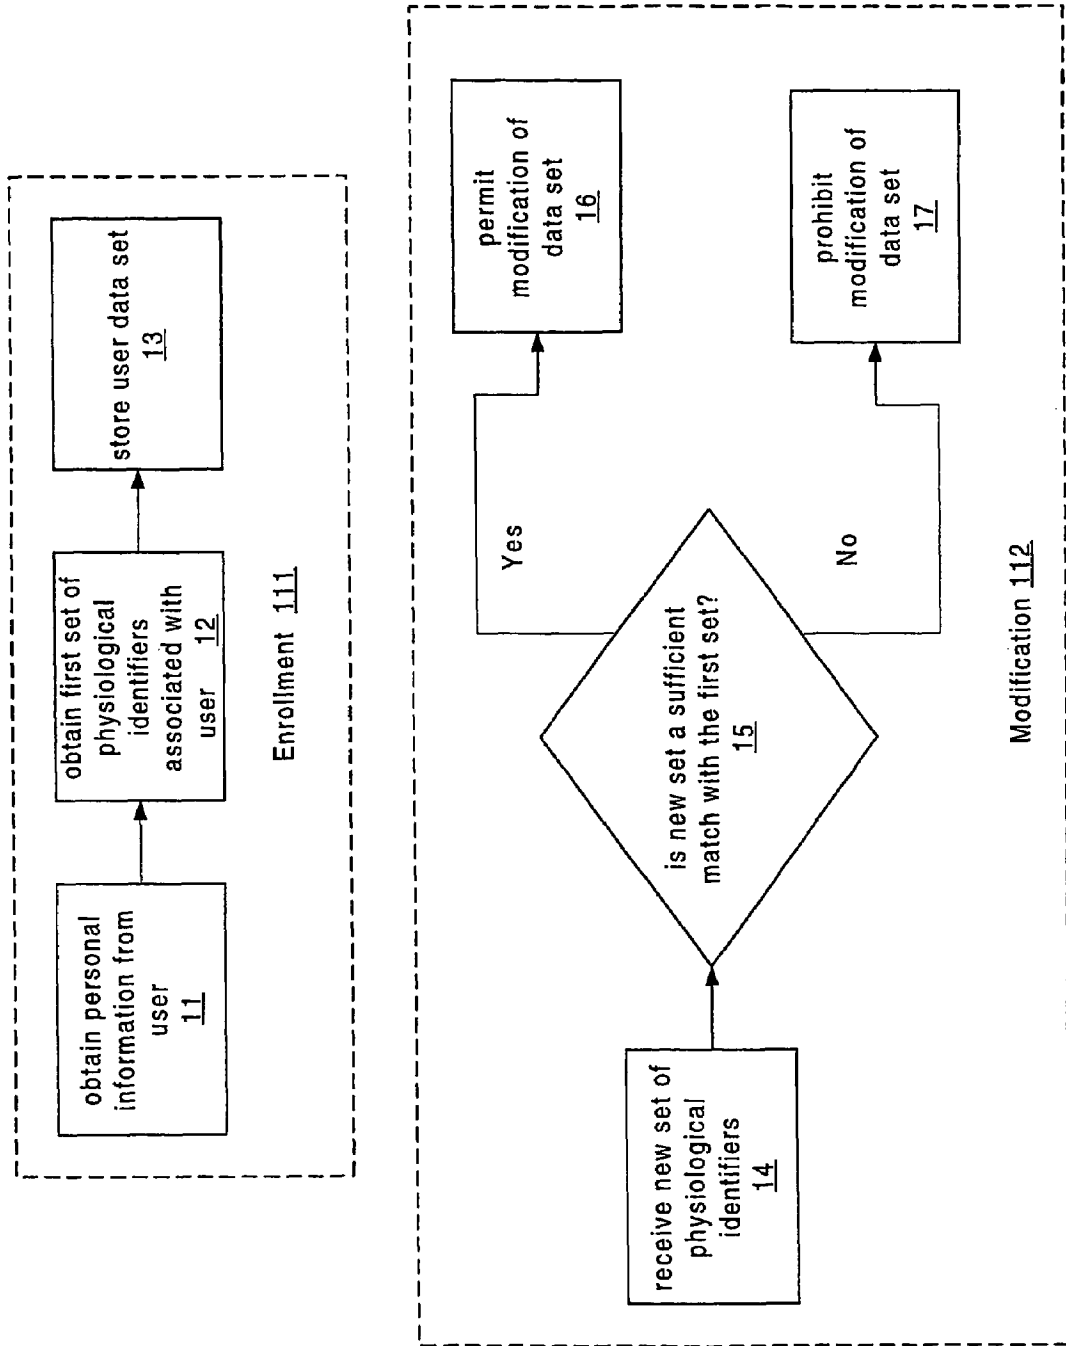 obtain personal
information from
user
11
obtain first set of
physiological
identifiers
associated with
user 12
store user data set
13
Enrollment 111
receive new set of
physiological
identifiers
14
is new set a sufficient
match with the first set?
15
Yes
No
permit
modification of
data set
16
prohibit
modification of
data set
17
Modification 112